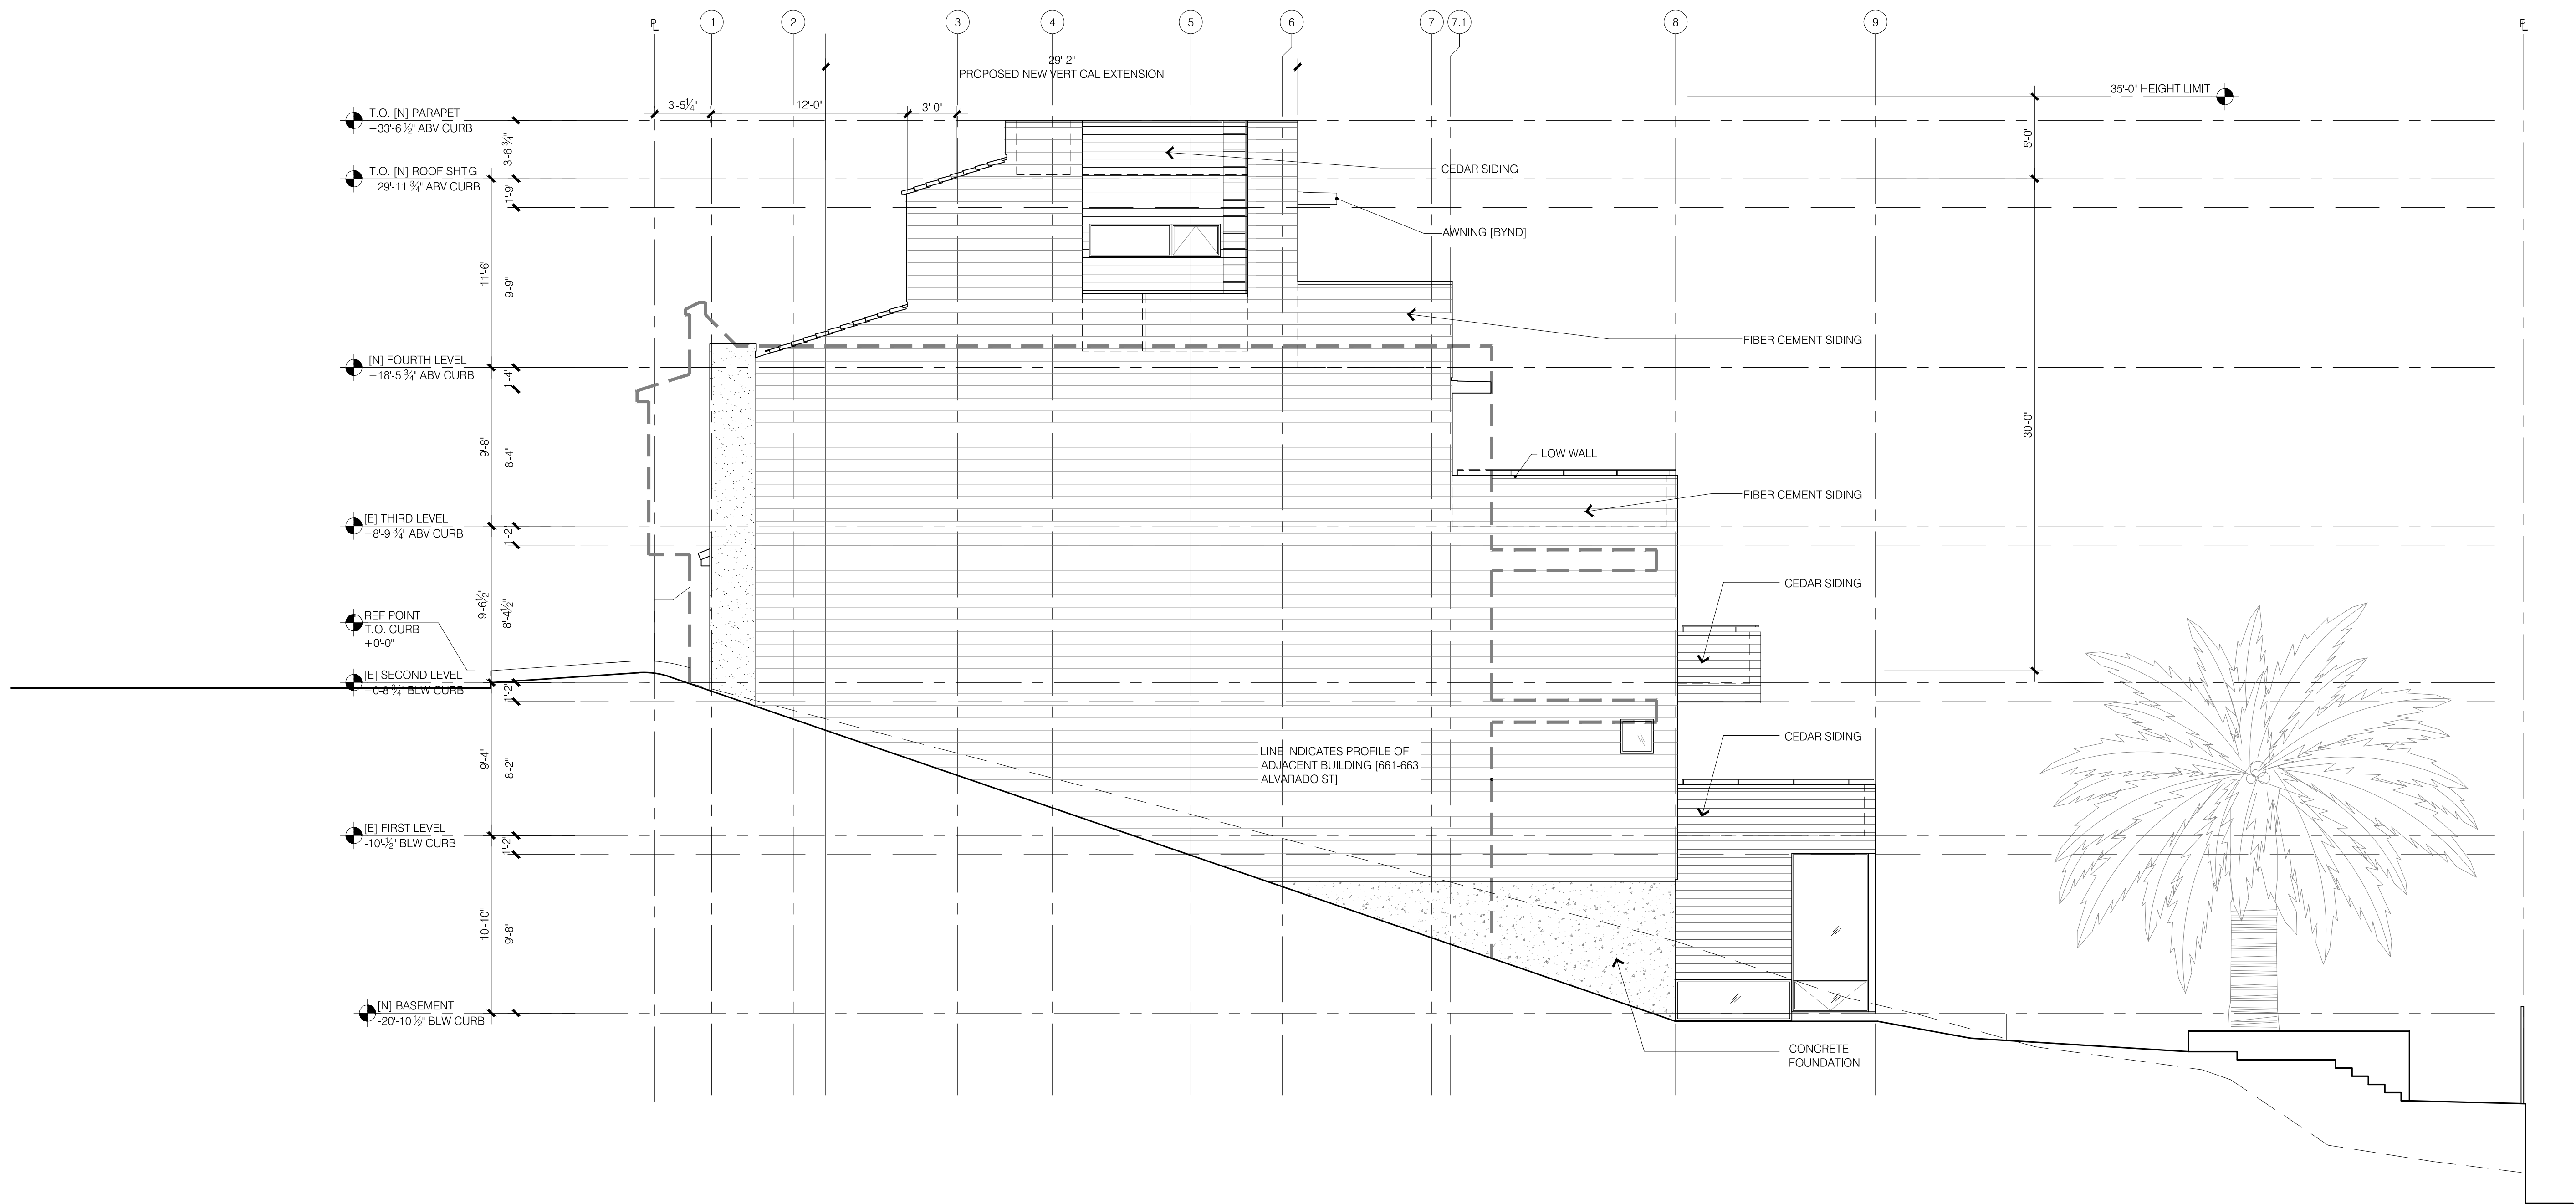 PL 1 2 3 4 5 6 7 7.1 8 9 PL
29'-2"
PROPOSED NEW VERTICAL EXTENSION
3'-5¼" 12'-0" 3'-0"
35'-0" HEIGHT LIMIT
T.O. [N] PARAPET
+33'-6 ½" ABV CURB
3'-6 ¾"
5'-0"
T.O. [N] ROOF SHT'G
+29'-11 ¾" ABV CURB
1'-9"
CEDAR SIDING
AWNING [BYND]
11'-6"
9'-9"
FIBER CEMENT SIDING
[N] FOURTH LEVEL
+18'-5 ¾" ABV CURB
1'-4"
30'-0"
9'-8"
8'-4"
LOW WALL
FIBER CEMENT SIDING
[E] THIRD LEVEL
+8'-9 ¾" ABV CURB
1'-2"
CEDAR SIDING
9'-6½"
8'-4½"
REF POINT
T.O. CURB
+0'-0"
[E] SECOND LEVEL
+0-8 ¾" BLW CURB
1'-2"
CEDAR SIDING
LINE INDICATES PROFILE OF
ADJACENT BUILDING [661-663
ALVARADO ST]
9'-4"
8'-2"
[E] FIRST LEVEL
-10'-½" BLW CURB
1'-2"
10'-10"
9'-8"
[N] BASEMENT
-20'-10 ½" BLW CURB
CONCRETE
FOUNDATION